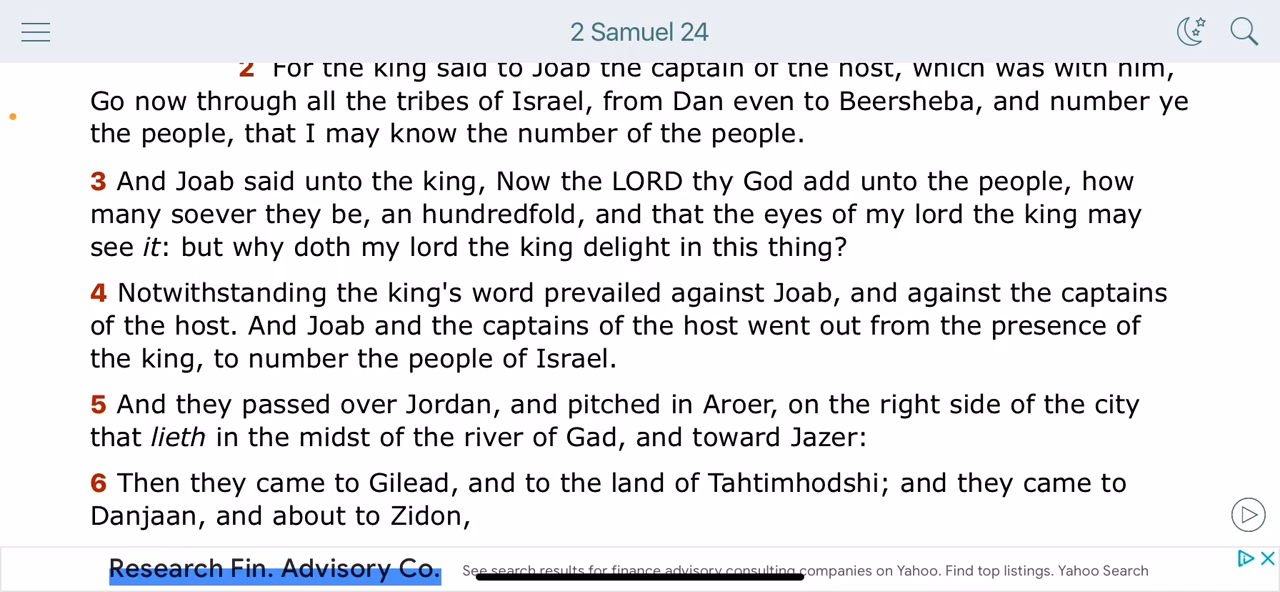 2 Samuel 24
2 For the king said to Joab the captain of the host, which was with him,
Go now through all the tribes of Israel, from Dan even to Beersheba, and number ye
the people, that I may know the number of the people.
3 And Joab said unto the king, Now the LORD thy God add unto the people, how
many soever they be, an hundredfold, and that the eyes of my lord the king may
see it: but why doth my lord the king delight in this thing?
4 Notwithstanding the king's word prevailed against Joab, and against the captains
of the host. And Joab and the captains of the host went out from the presence of
the king, to number the people of Israel.
5 And they passed over Jordan, and pitched in Aroer, on the right side of the city
that lieth in the midst of the river of Gad, and toward Jazer:
6 Then they came to Gilead, and to the land of Tahtimhodshi; and they came to
Danjaan, and about to Zidon,
Research Fin. Advisory Co. See search results for finance advisory consulting companies on Yahoo. Find top listings. Yahoo Search